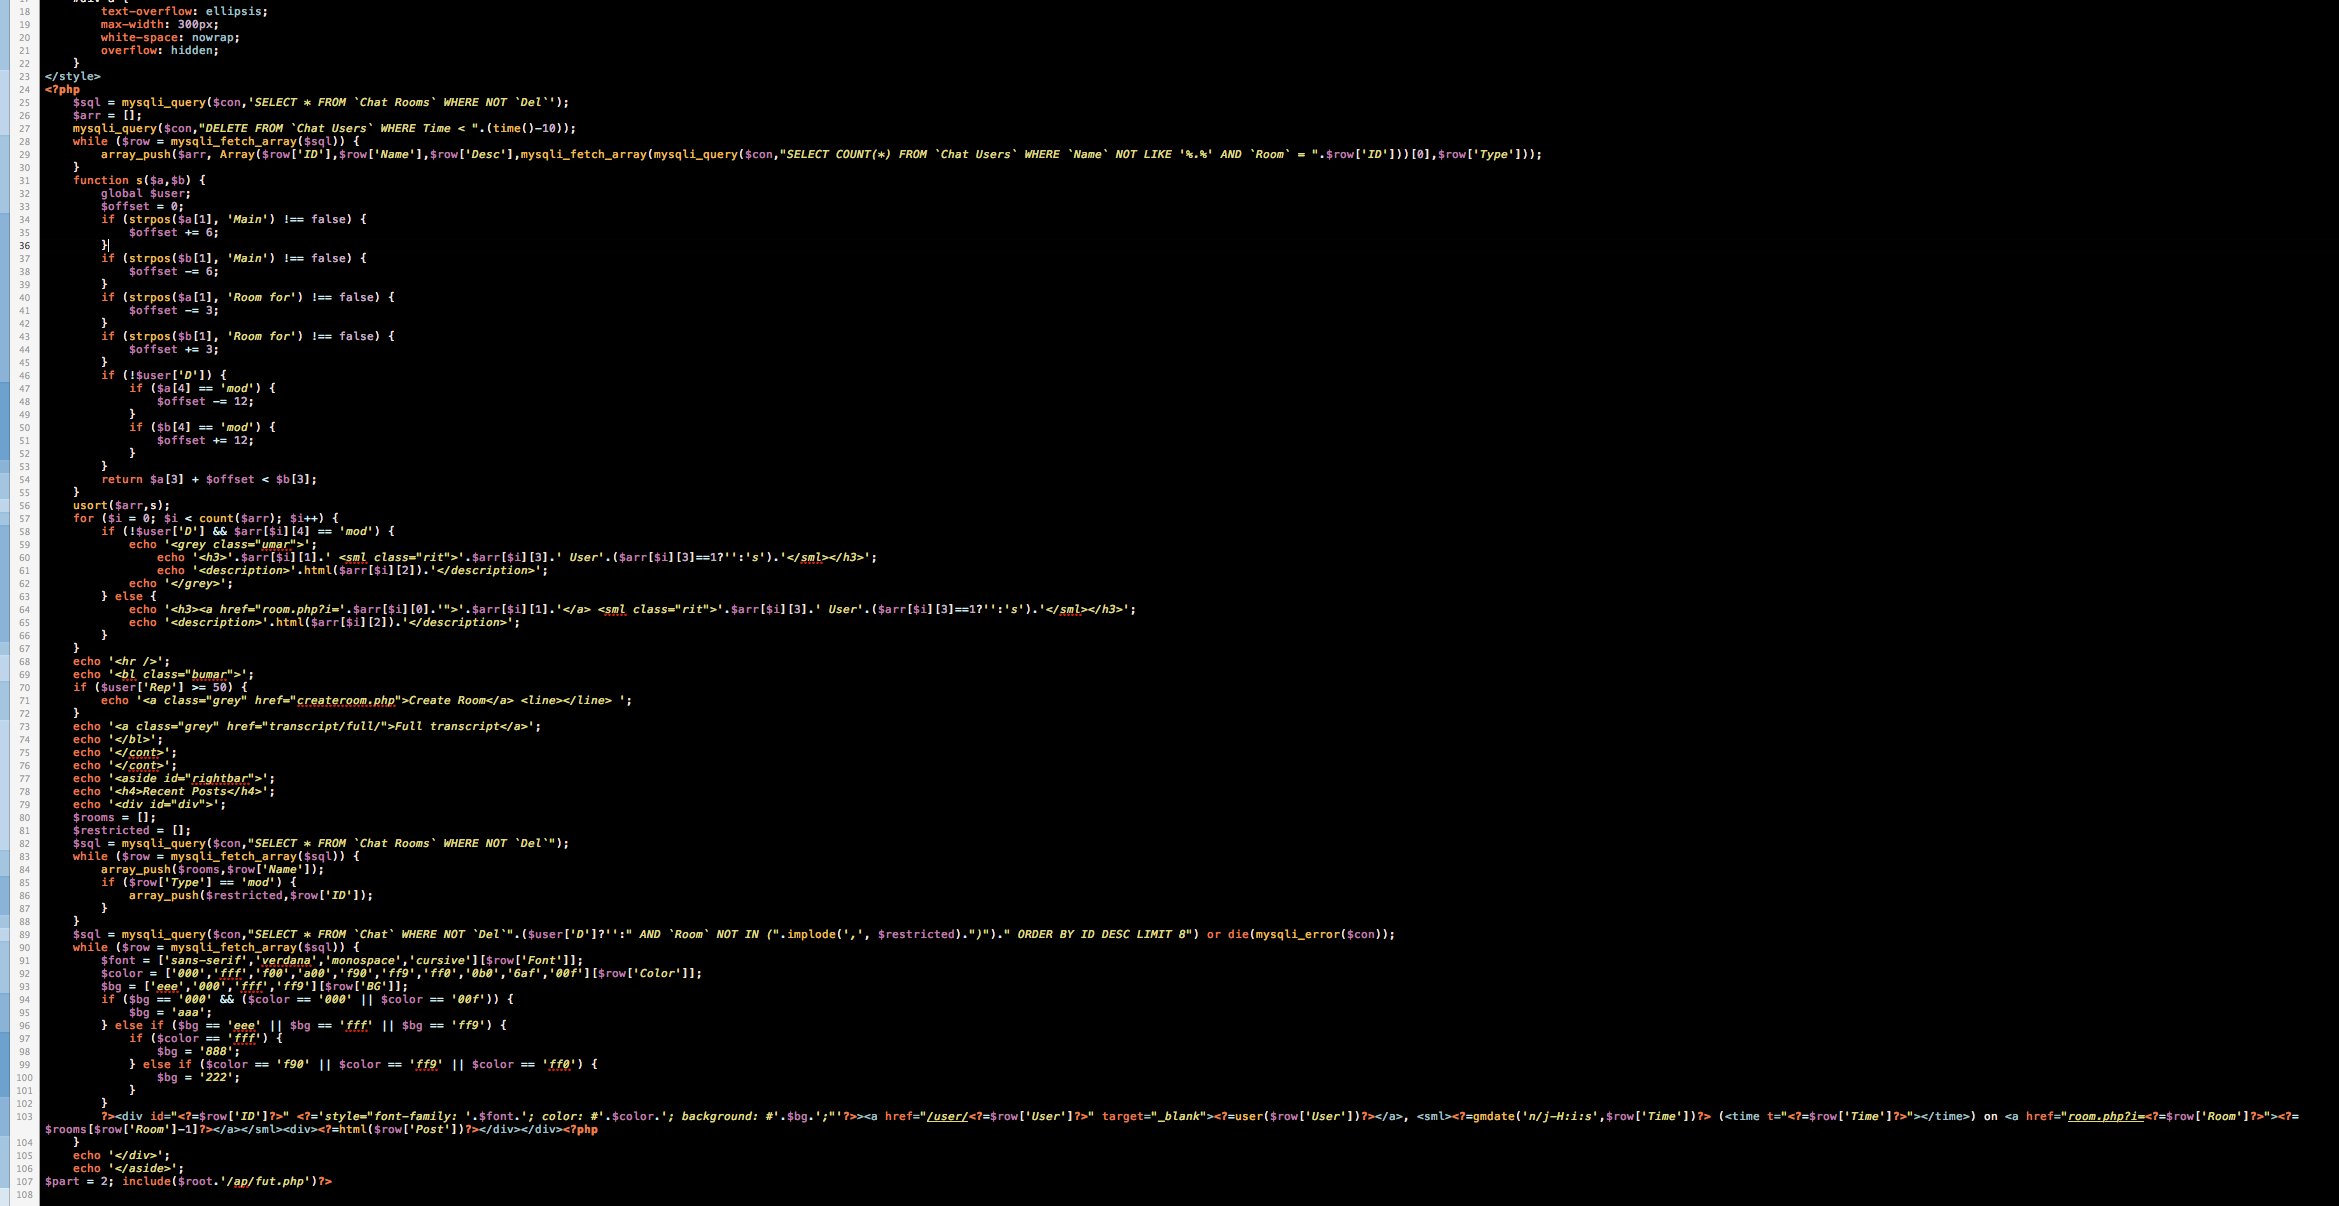 18 text-overflow: ellipsis;
19 max-width: 300px;
20 white-space: nowrap;
21 overflow: hidden;
22 }
23 </style>
24 <?php
25 $sql = mysqli_query($con,'SELECT * FROM `Chat Rooms` WHERE NOT `Del`');
26 $arr = [];
27 mysqli_query($con,"DELETE FROM `Chat Users` WHERE Time < ".(time()-10));
28 while ($row = mysqli_fetch_array($sql)) {
29 array_push($arr, Array($row['ID'],$row['Name'],$row['Desc'],mysqli_fetch_array(mysqli_query($con,"SELECT COUNT(*) FROM `Chat Users` WHERE `Name` NOT LIKE '%.%' AND `Room` = ".$row['ID']))[0],$row['Type']));
30 }
31 function s($a,$b) {
32 global $user;
33 $offset = 0;
34 if (strpos($a[1], 'Main') !== false) {
35 $offset += 6;
36 }
37 if (strpos($b[1], 'Main') !== false) {
38 $offset -= 6;
39 }
40 if (strpos($a[1], 'Room for') !== false) {
41 $offset -= 3;
42 }
43 if (strpos($b[1], 'Room for') !== false) {
44 $offset += 3;
45 }
46 if (!$user['D']) {
47 if ($a[4] == 'mod') {
48 $offset -= 12;
49 }
50 if ($b[4] == 'mod') {
51 $offset += 12;
52 }
53 }
54 return $a[3] + $offset < $b[3];
55 }
56 usort($arr,s);
57 for ($i = 0; $i < count($arr); $i++) {
58 if (!$user['D'] && $arr[$i][4] == 'mod') {
59 echo '<grey class="umar">';
60 echo '<h3>'.$arr[$i][1].' <sml class="rit">'.$arr[$i][3].' User'.($arr[$i][3]==1?'':'s').'</sml></h3>';
61 echo '<description>'.html($arr[$i][2]).'</description>';
62 echo '</grey>';
63 } else {
64 echo '<h3><a href="room.php?i='.$arr[$i][0].'">'.$arr[$i][1].'</a> <sml class="rit">'.$arr[$i][3].' User'.($arr[$i][3]==1?'':'s').'</sml></h3>';
65 echo '<description>'.html($arr[$i][2]).'</description>';
66 }
67 }
68 echo '<hr />';
69 echo '<bl class="bumar">';
70 if ($user['Rep'] >= 50) {
71 echo '<a class="grey" href="createroom.php">Create Room</a> <line></line> ';
72 }
73 echo '<a class="grey" href="transcript/full/">Full transcript</a>';
74 echo '</bl>';
75 echo '</cont>';
76 echo '</cont>';
77 echo '<aside id="rightbar">';
78 echo '<h4>Recent Posts</h4>';
79 echo '<div id="div">';
80 $rooms = [];
81 $restricted = [];
82 $sql = mysqli_query($con,"SELECT * FROM `Chat Rooms` WHERE NOT `Del`");
83 while ($row = mysqli_fetch_array($sql)) {
84 array_push($rooms,$row['Name']);
85 if ($row['Type'] == 'mod') {
86 array_push($restricted,$row['ID']);
87 }
88 }
89 $sql = mysqli_query($con,"SELECT * FROM `Chat` WHERE NOT `Del`".($user['D']?'':" AND `Room` NOT IN (".implode(',', $restricted).")")." ORDER BY ID DESC LIMIT 8") or die(mysqli_error($con));
90 while ($row = mysqli_fetch_array($sql)) {
91 $font = ['sans-serif','verdana','monospace','cursive'][$row['Font']];
92 $color = ['000','fff','f00','a00','f90','ff9','ff0','0b0','6af','00f'][$row['Color']];
93 $bg = ['eee','000','fff','ff9'][$row['BG']];
94 if ($bg == '000' && ($color == '000' || $color == '00f')) {
95 $bg = 'aaa';
96 } else if ($bg == 'eee' || $bg == 'fff' || $bg == 'ff9') {
97 if ($color == 'fff') {
98 $bg = '888';
99 } else if ($color == 'f90' || $color == 'ff9' || $color == 'ff0') {
100 $bg = '222';
101 }
102 }
103 ?><div id="<?=$row['ID']?>" <?='style="font-family: '.$font.'; color: #'.$color.'; background: #'.$bg.';"'?>><a href="/user/<?=$row['User']?>" target="_blank"><?=user($row['User'])?></a>, <sml><?=gmdate('n/j-H:i:s',$row['Time'])?> (<time t="<?=$row['Time']?>"></time>) on <a href="room.php?i=<?=$row['Room']?>"><?=
$rooms[$row['Room']-1]?></a></sml><div><?=html($row['Post'])?></div></div><?php
104 }
105 echo '</div>';
106 echo '</aside>';
107 $part = 2; include($root.'/ap/fut.php')?>
108